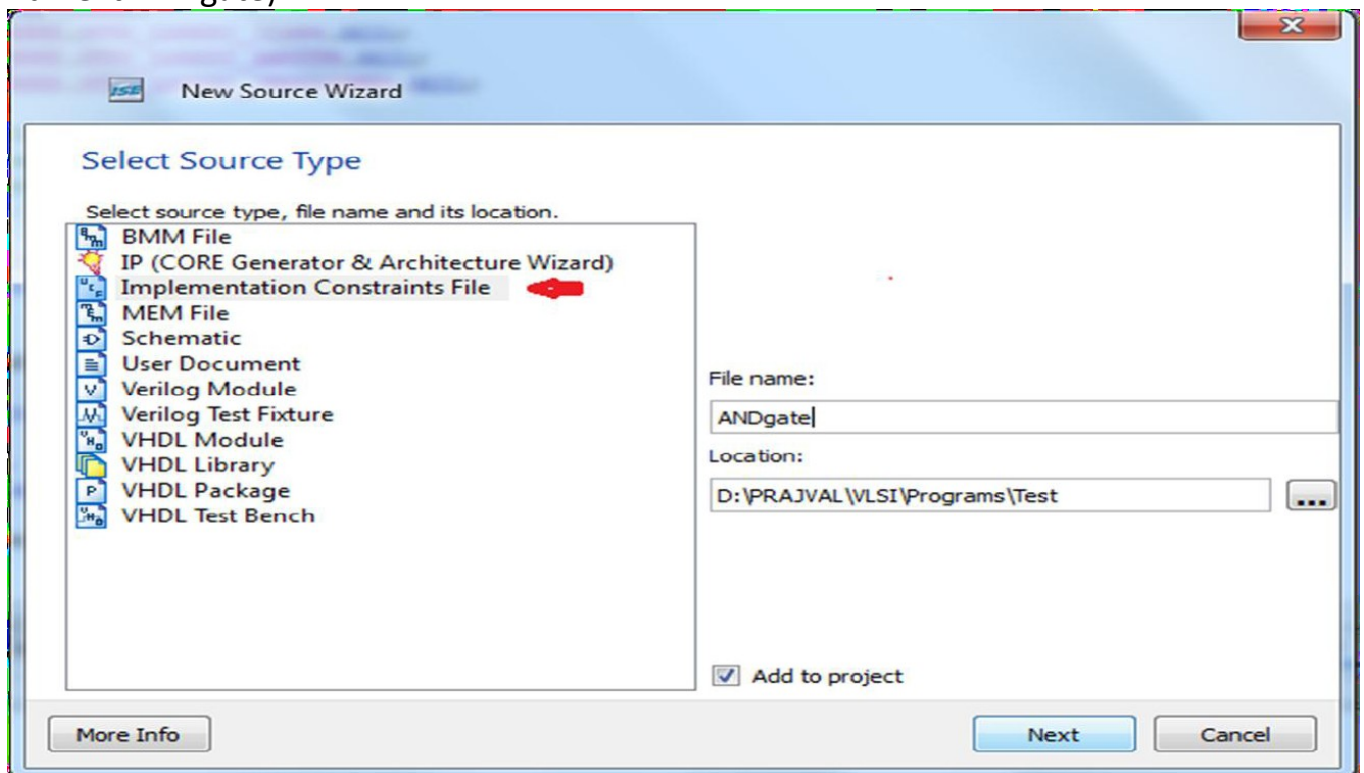 New Source Wizard
Select Source Type
Select source type, file name and its location.
BMM File
IP (CORE Generator & Architecture Wizard)
Implementation Constraints File
MEM File
Schematic
User Document
Verilog Module
Verilog Test Fixture
VHDL Module
VHDL Library
VHDL Package
VHDL Test Bench
File name:
ANDgate
Location:
D:\PRAJVAL\VLSI\Programs\Test
...
Add to project
More Info
Next
Cancel